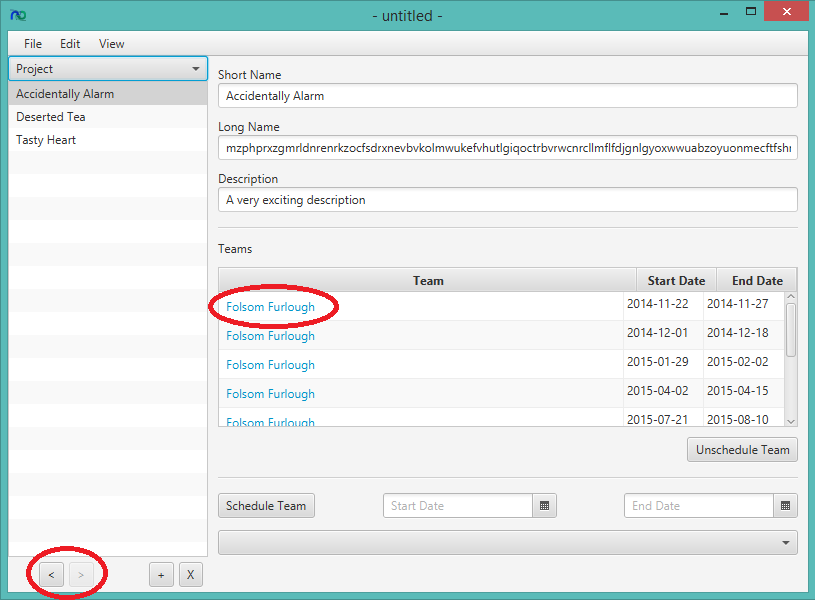 - untitled -
File Edit View
Project
Accidentally Alarm
Deserted Tea
Tasty Heart
< >
+ X
Short Name
Accidentally Alarm
Long Name
Description
A very exciting description
Teams
Team Start Date End Date
Folsom Furlough 2014-11-22 2014-11-27
Folsom Furlough 2014-12-01 2014-12-18
Folsom Furlough 2015-01-29 2015-02-02
Folsom Furlough 2015-04-02 2015-04-15
Folsom Furlough 2015-07-21 2015-08-10
Unschedule Team
Schedule Team Start Date End Date